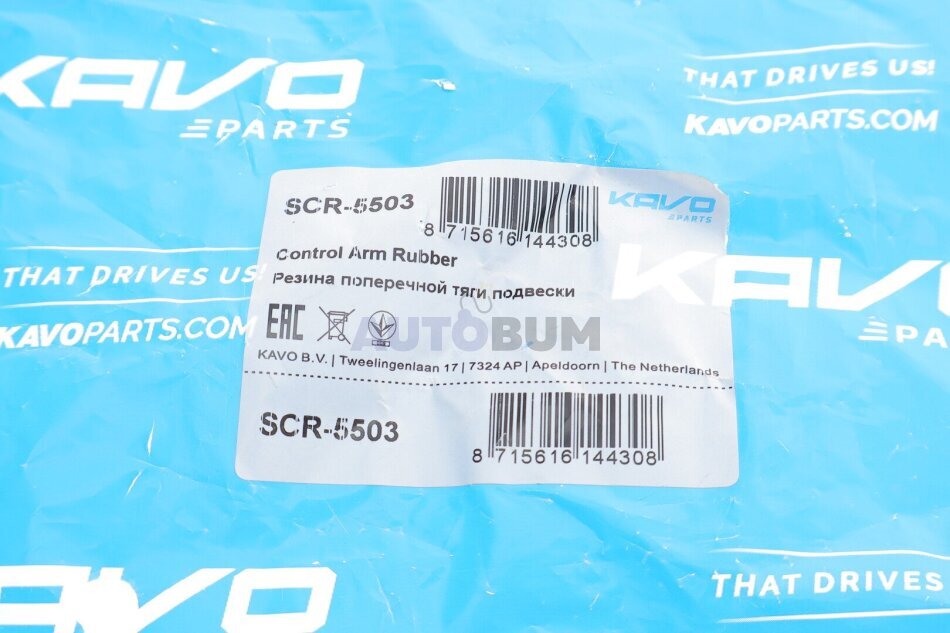 KAVO
PARTS
THAT DRIVES US!
KAVOPARTS.COM
SCR-5503
8 715616 144308
KAVO
PARTS
Control Arm Rubber
Резина поперечной тяги подвески
EAC
AUTOBUM
KAVO B.V. | Tweelingenlaan 17 | 7324 AP | Apeldoorn | The Netherlands
SCR-5503
8 715616 144308
THAT DRIVES US!
KAVOPARTS.COM
KAVO
PARTS
KAVO
THAT DRIVES
KAVOPARTS